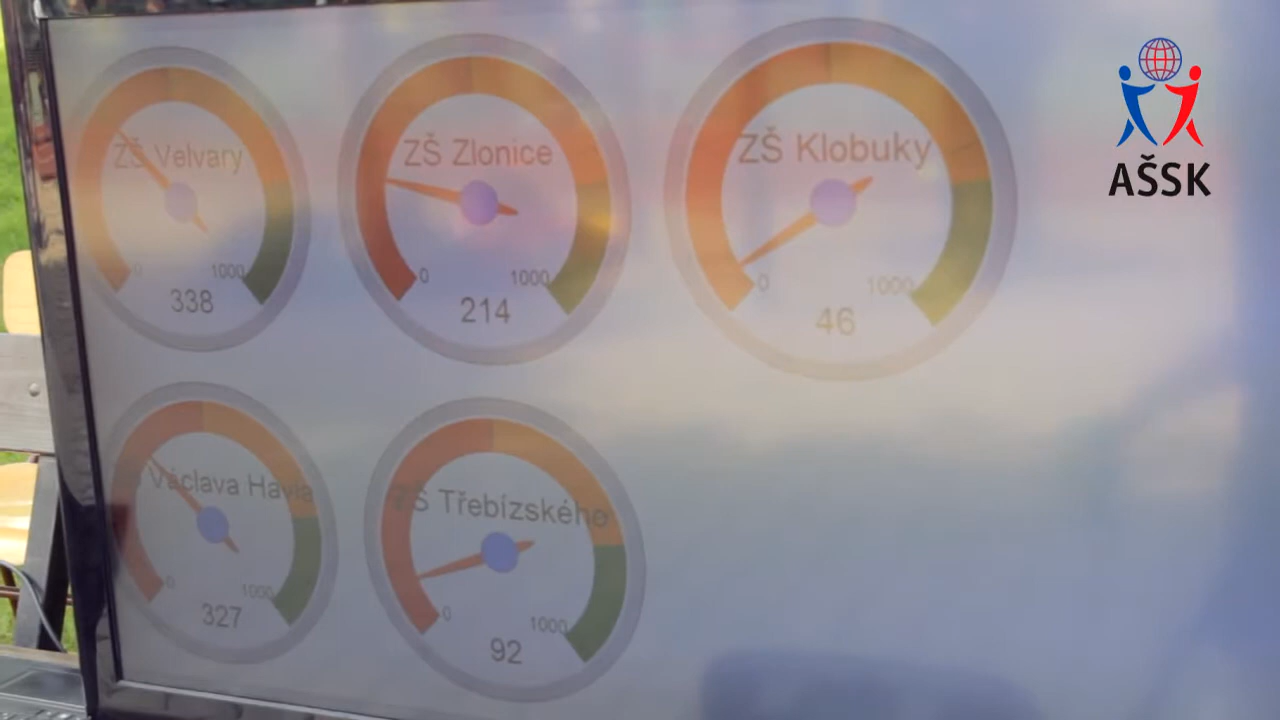 ZŠ Velvary
0
1000
338
ZŠ Zlonice
0
1000
214
ZŠ Klobuky
0
1000
46
AŠSK
Václava Havla
0
1000
327
ZŠ Třebízského
0
1000
92